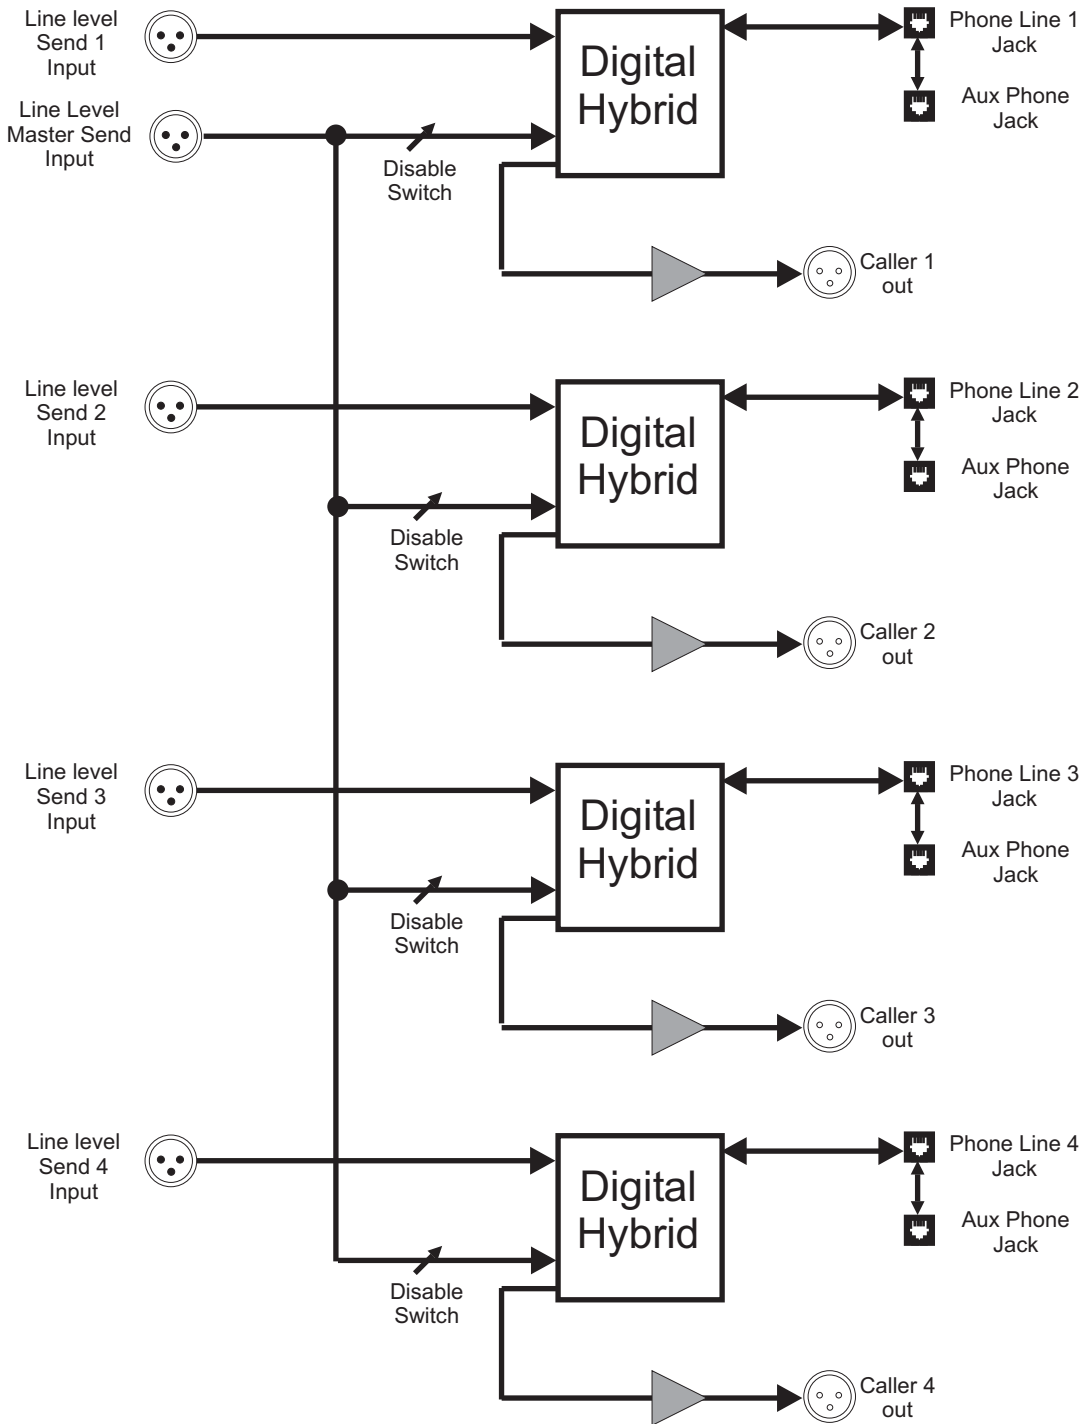 Line level
Send 1
Input
Digital
Hybrid
Phone Line 1
Jack
Aux Phone
Jack
Line Level
Master Send
Input
Disable
Switch
Caller 1
out
Line level
Send 2
Input
Digital
Hybrid
Phone Line 2
Jack
Aux Phone
Jack
Disable
Switch
Caller 2
out
Line level
Send 3
Input
Digital
Hybrid
Phone Line 3
Jack
Aux Phone
Jack
Disable
Switch
Caller 3
out
Line level
Send 4
Input
Digital
Hybrid
Phone Line 4
Jack
Aux Phone
Jack
Disable
Switch
Caller 4
out